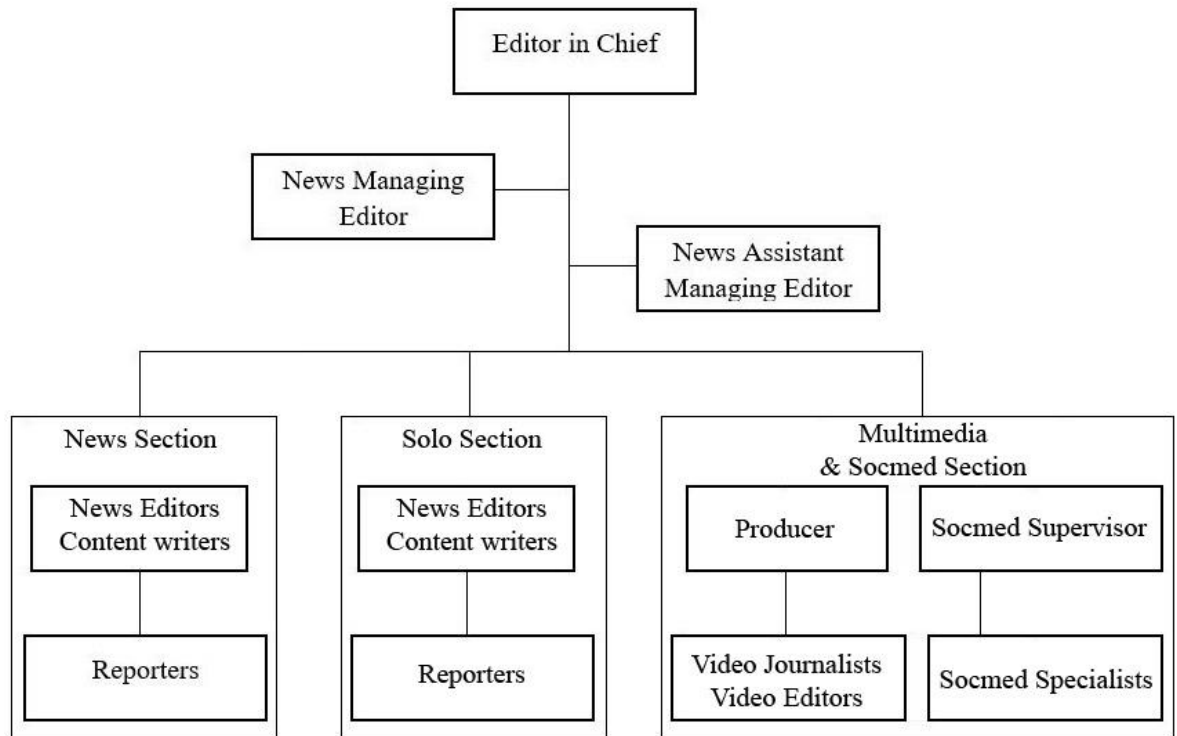 Editor in Chief
News Managing
Editor
News Assistant
Managing Editor
News Section
News Editors
Content writers
Reporters
Solo Section
News Editors
Content writers
Reporters
Multimedia
& Socmed Section
Producer
Video Journalists
Video Editors
Socmed Supervisor
Socmed Specialists